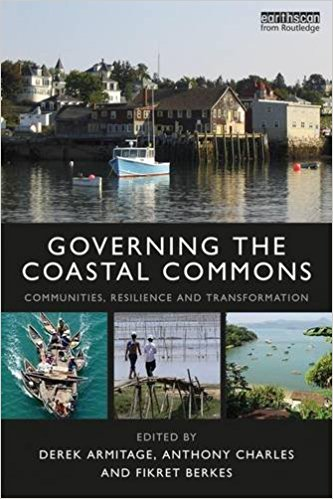 earthscan
from Routledge
GOVERNING THE
COASTAL COMMONS
COMMUNITIES, RESILIENCE AND TRANSFORMATION
EDITED BY
DEREK ARMITAGE, ANTHONY CHARLES
AND FIKRET BERKES